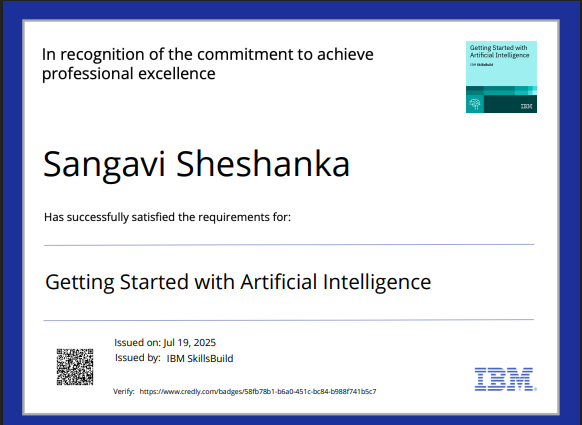 In recognition of the commitment to achieve
professional excellence
Getting Started with
Artificial Intelligence
IBM SkillsBuild
IBM
Sangavi Sheshanka
Has successfully satisfied the requirements for:
Getting Started with Artificial Intelligence
Issued on: Jul 19, 2025
Issued by: IBM SkillsBuild
Verify: https://www.credly.com/badges/58fb78b1-b6a0-451c-bc84-b988f741b5c7
IBM